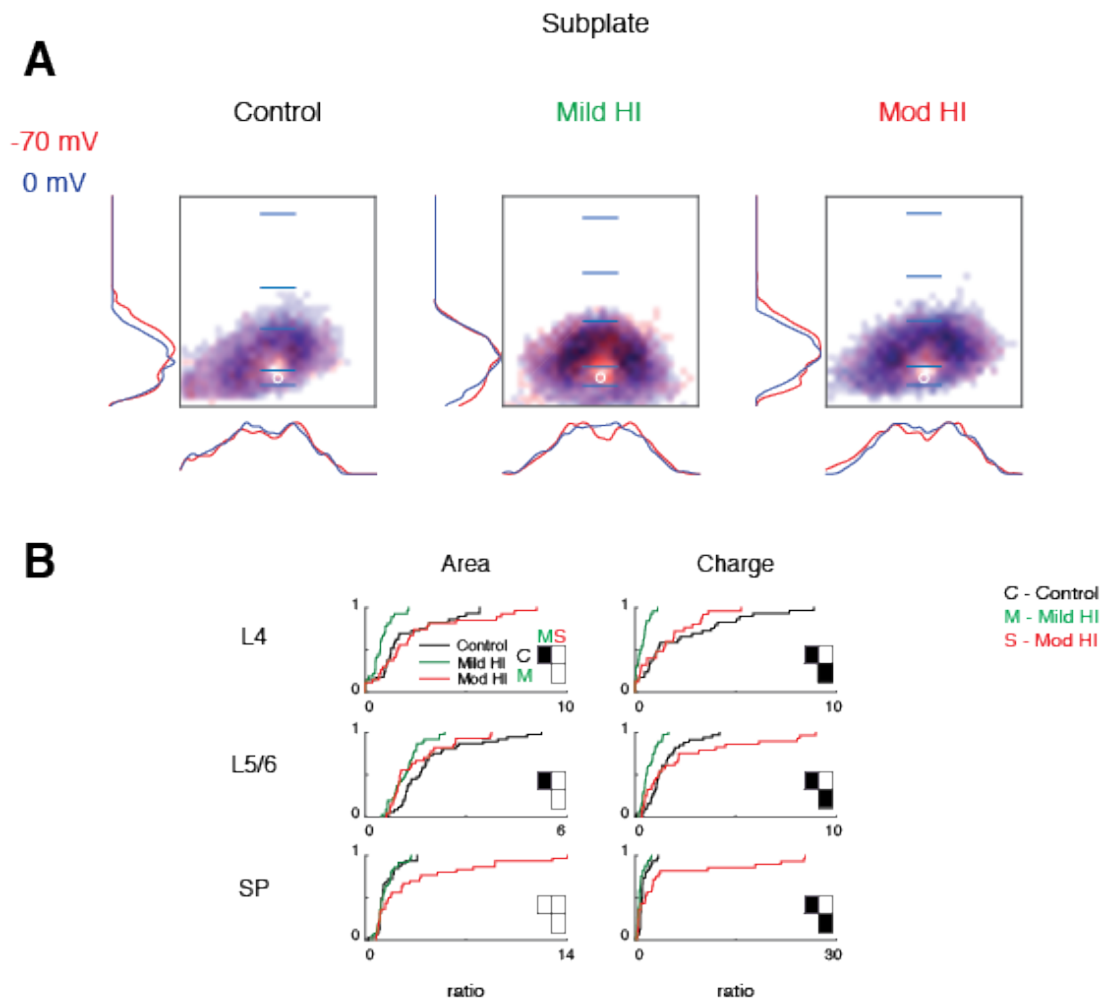 Subplate
A
Control Mild HI Mod HI
-70 mV
0 mV
B
Area Charge
C - Control
M - Mild HI
S - Mod HI
L4
1 1
Control
Mild HI
Mod HI
M S
C
M
0 0
0 10 0 10
L5/6
1 1
0 0
0 6 0 10
SP
1 1
0 0
0 14 0 30
ratio ratio